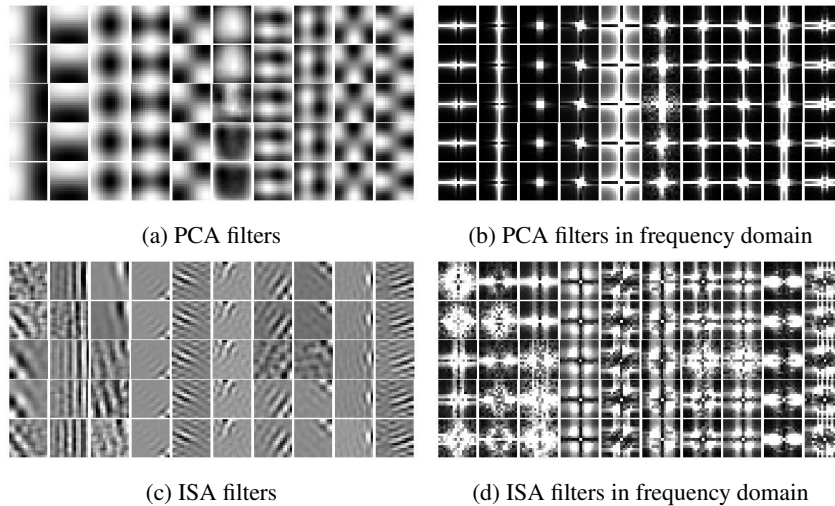 (a) PCA filters
(b) PCA filters in frequency domain
(c) ISA filters
(d) ISA filters in frequency domain